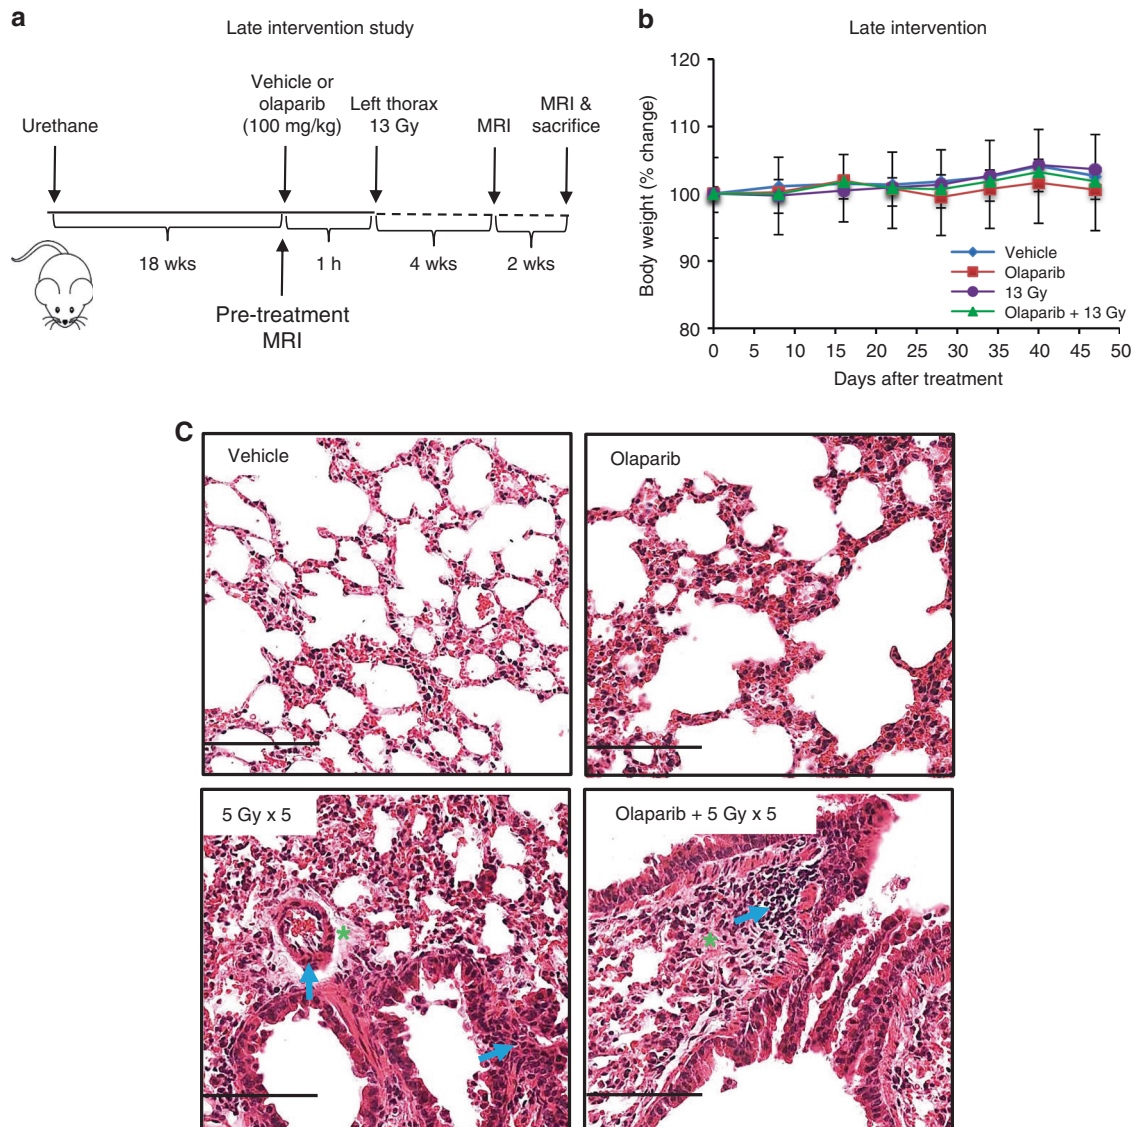 a
Late intervention study
Urethane
Vehicle or
olaparib
(100 mg/kg)
Left thorax
13 Gy
MRI
MRI &
sacrifice
18 wks
1 h
4 wks
2 wks
Pre-treatment
MRI
b
Late intervention
Body weight (% change)
120
110
100
90
80
0 5 10 15 20 25 30 35 40 45 50
Days after treatment
Vehicle
Olaparib
13 Gy
Olaparib + 13 Gy
C
Vehicle
Olaparib
5 Gy x 5
*
Olaparib + 5 Gy x 5
*